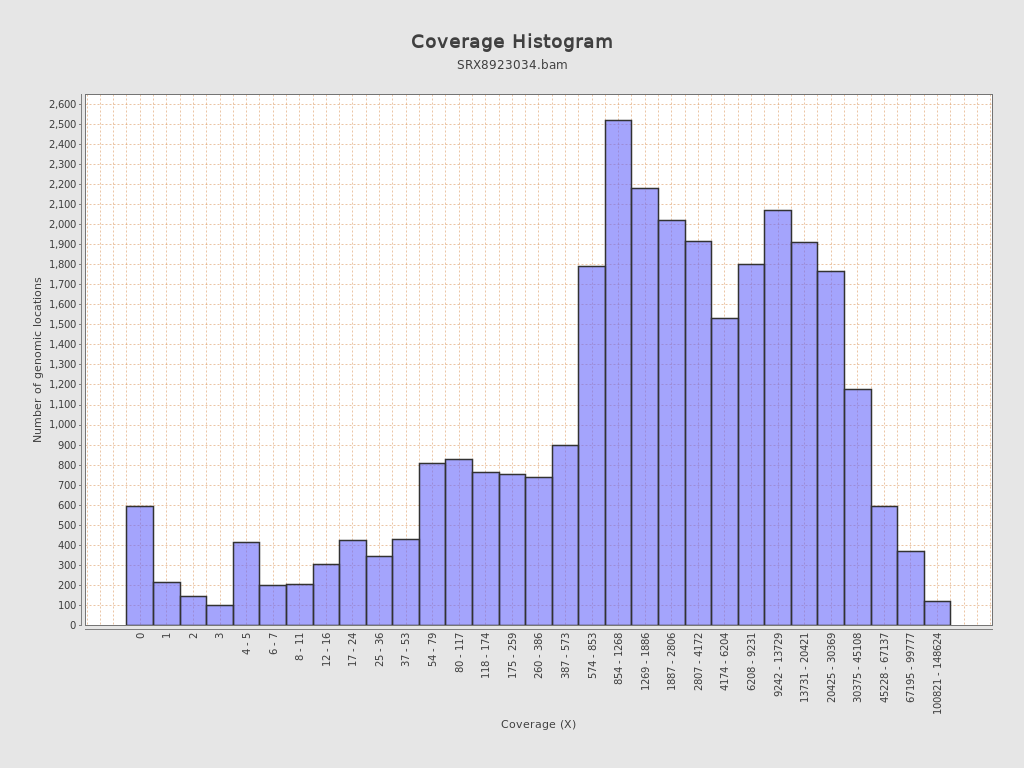 Coverage Histogram
SRX8923034.bam
Number of genomic locations
2,600
2,500
2,400
2,300
2,200
2,100
2,000
1,900
1,800
1,700
1,600
1,500
1,400
1,300
1,200
1,100
1,000
900
800
700
600
500
400
300
200
100
0
0
1
2
3
4 - 5
6 - 7
8 - 11
12 - 16
17 - 24
25 - 36
37 - 53
54 - 79
80 - 117
118 - 174
175 - 259
260 - 386
387 - 573
574 - 853
854 - 1268
1269 - 1886
1887 - 2806
2807 - 4172
4174 - 6204
6208 - 9231
9242 - 13729
13731 - 20421
20425 - 30369
30375 - 45108
45228 - 67137
67195 - 99777
100821 - 148624
Coverage (X)